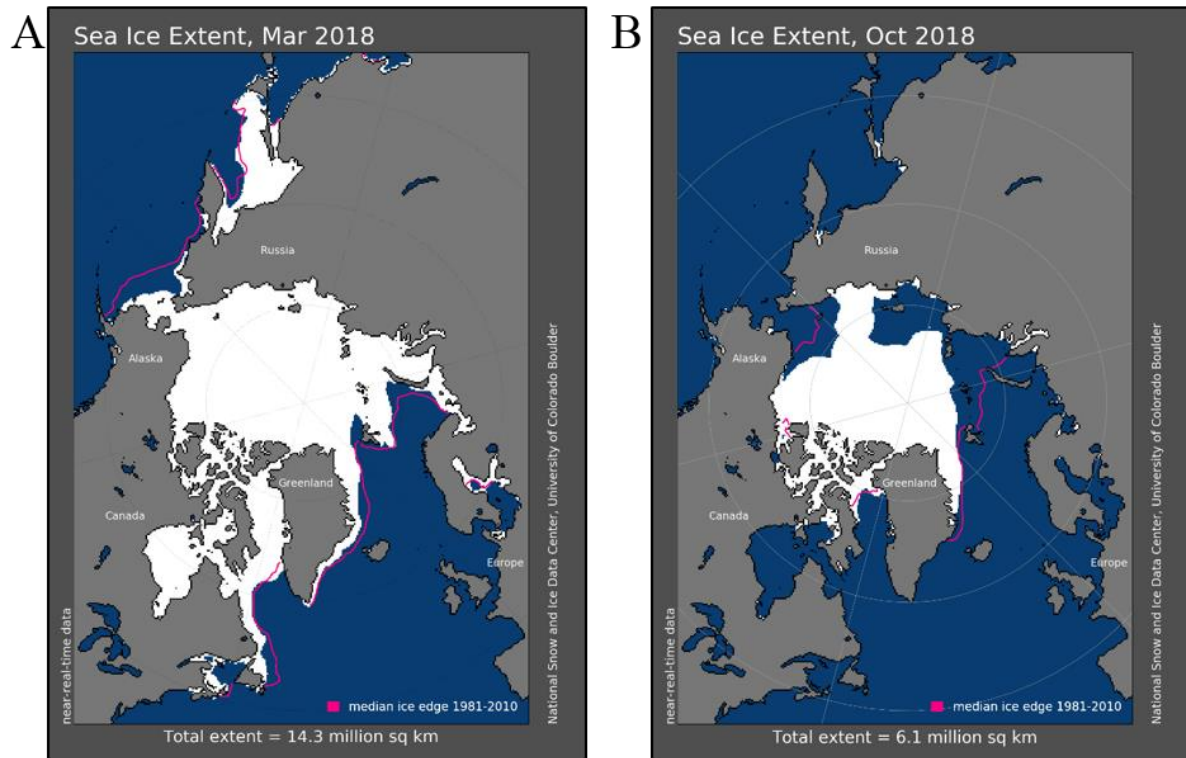 A
Sea Ice Extent, Mar 2018
Russia
Alaska
Greenland
Canada
Europe
near-real-time data
National Snow and Ice Data Center, University of Colorado Boulder
median ice edge 1981-2010
Total extent = 14.3 million sq km
B
Sea Ice Extent, Oct 2018
Russia
Alaska
Greenland
Canada
Europe
near-real-time data
National Snow and Ice Data Center, University of Colorado Boulder
median ice edge 1981-2010
Total extent = 6.1 million sq km